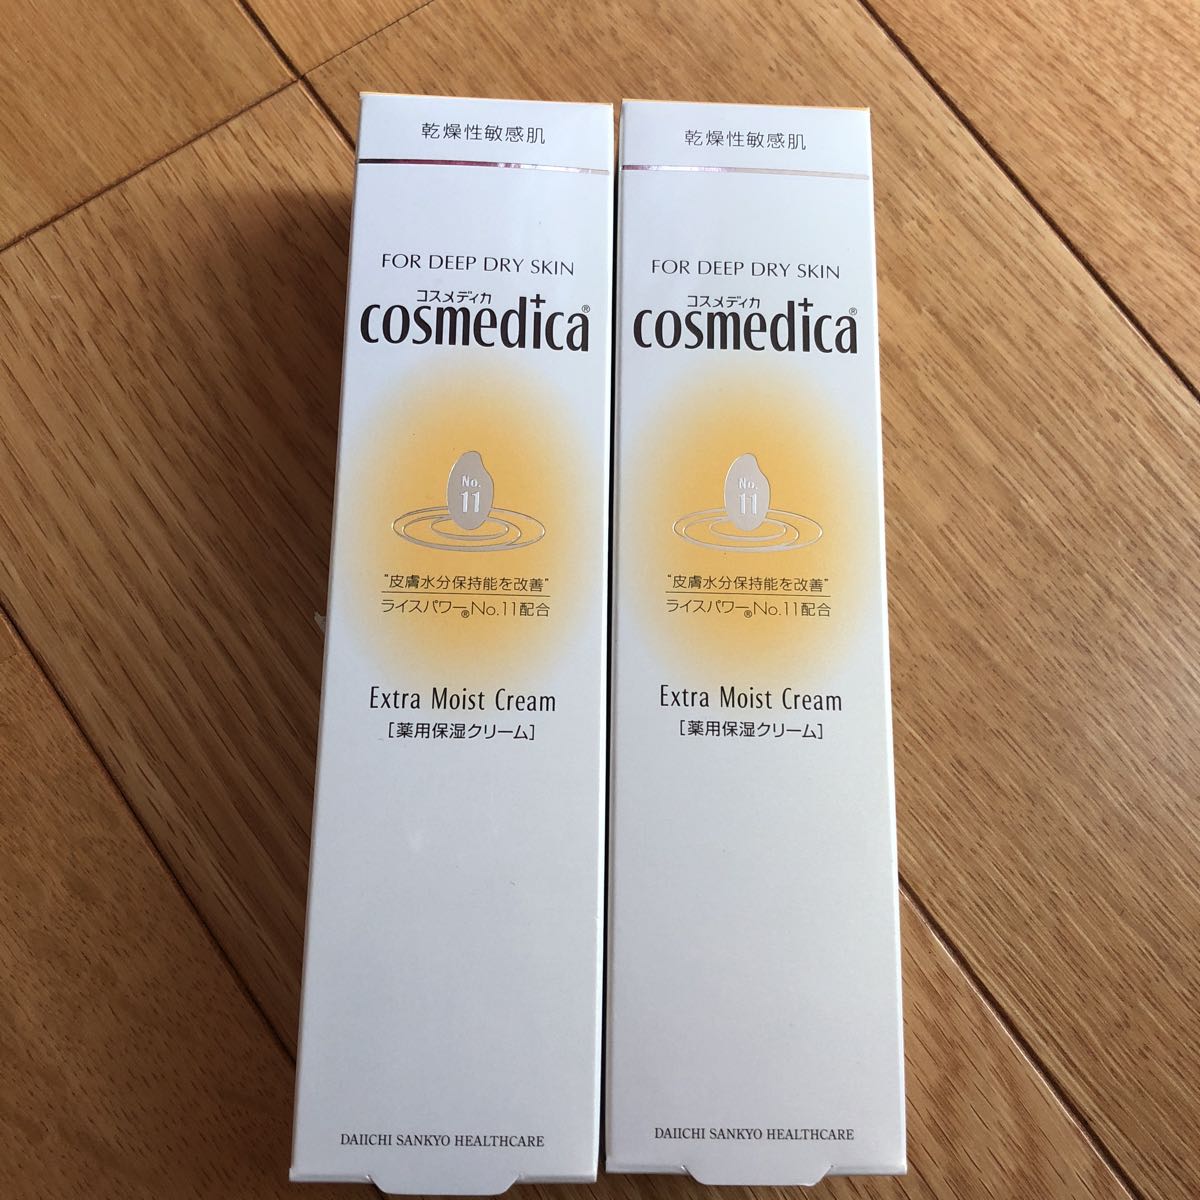 乾燥性敏感肌
FOR DEEP DRY SKIN
コスメディカ
cosmedica®
No.
11
"皮膚水分保持能を改善"
ライスパワー®No.11配合
Extra Moist Cream
[薬用保湿クリーム]
DAIICHI SANKYO HEALTHCARE
乾燥性敏感肌
FOR DEEP DRY SKIN
コスメディカ
cosmedica®
No.
11
"皮膚水分保持能を改善"
ライスパワー®No.11配合
Extra Moist Cream
[薬用保湿クリーム]
DAIICHI SANKYO HEALTHCARE